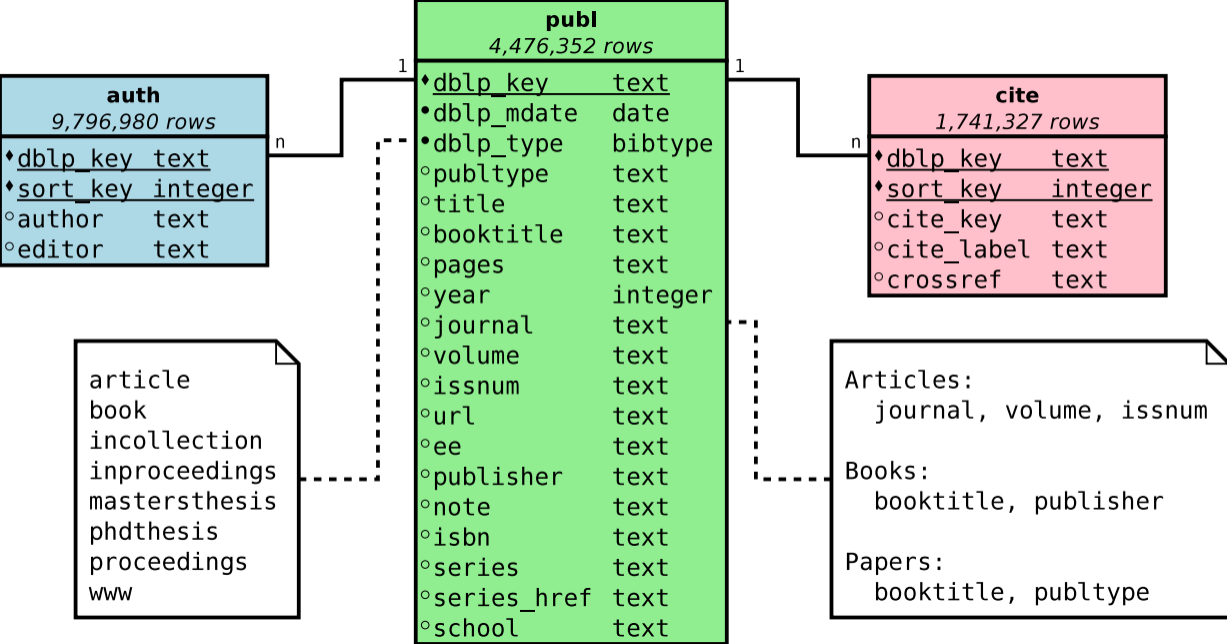 publ
4,476,352 rows
1
♦dblp_key text
•dblp_mdate date
•dblp_type bibtype
○publtype text
○title text
○booktitle text
○pages text
○year integer
○journal text
○volume text
○issnum text
○url text
○ee text
○publisher text
○note text
○isbn text
○series text
○series_href text
○school text
1
auth
9,796,980 rows
n
♦dblp_key text
♦sort_key integer
○author text
○editor text
cite
1,741,327 rows
n
♦dblp_key text
♦sort_key integer
○cite_key text
○cite_label text
○crossref text
article
book
incollection
inproceedings
mastersthesis
phdthesis
proceedings
www
Articles:
journal, volume, issnum
Books:
booktitle, publisher
Papers:
booktitle, publtype